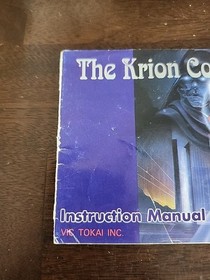 The Krion Co
Instruction Manual
VIC TOKAI INC.